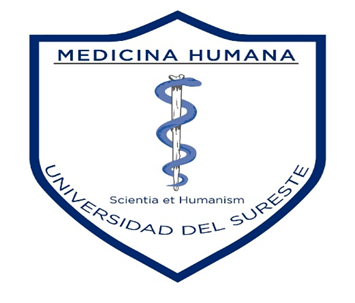 MEDICINA HUMANA
Scientia et Humanism
UNIVERSIDAD DEL SURESTE